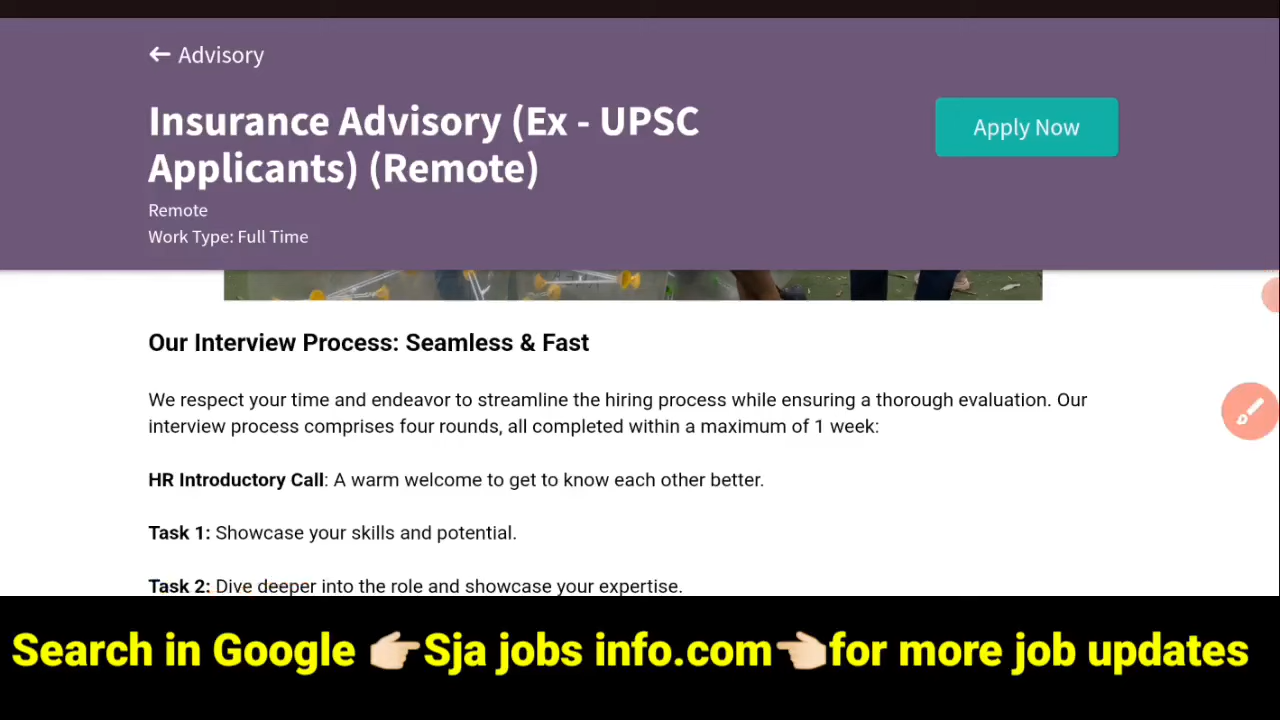 ← Advisory
Insurance Advisory (Ex - UPSC
Applicants) (Remote)
Apply Now
Remote
Work Type: Full Time
Our Interview Process: Seamless & Fast
We respect your time and endeavor to streamline the hiring process while ensuring a thorough evaluation. Our
interview process comprises four rounds, all completed within a maximum of 1 week:
HR Introductory Call: A warm welcome to get to know each other better.
Task 1: Showcase your skills and potential.
Task 2: Dive deeper into the role and showcase your expertise.
Search in Google 👉🏻Sja jobs info.com👈🏻for more job updates